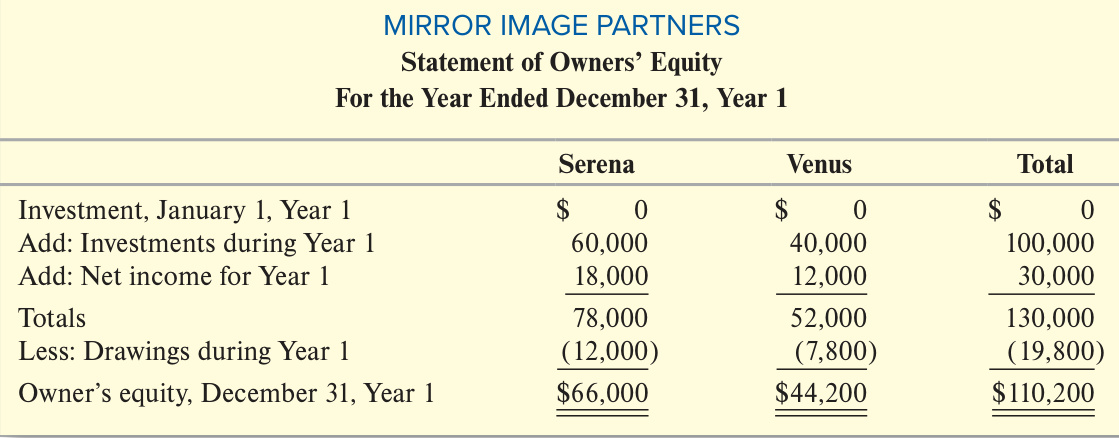 MIRROR IMAGE PARTNERS
Statement of Owners’ Equity
For the Year Ended December 31, Year 1
Serena Venus Total
Investment, January 1, Year 1 $ 0 $ 0 $ 0
Add: Investments during Year 1 60,000 40,000 100,000
Add: Net income for Year 1 18,000 12,000 30,000
Totals 78,000 52,000 130,000
Less: Drawings during Year 1 (12,000) (7,800) (19,800)
Owner’s equity, December 31, Year 1 $66,000 $44,200 $110,200